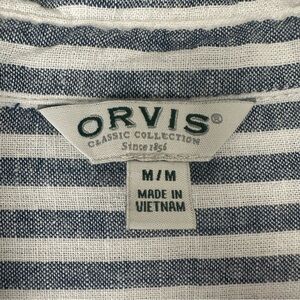 ORVIS®
CLASSIC COLLECTION
Since 1856
M/M
MADE IN
VIETNAM